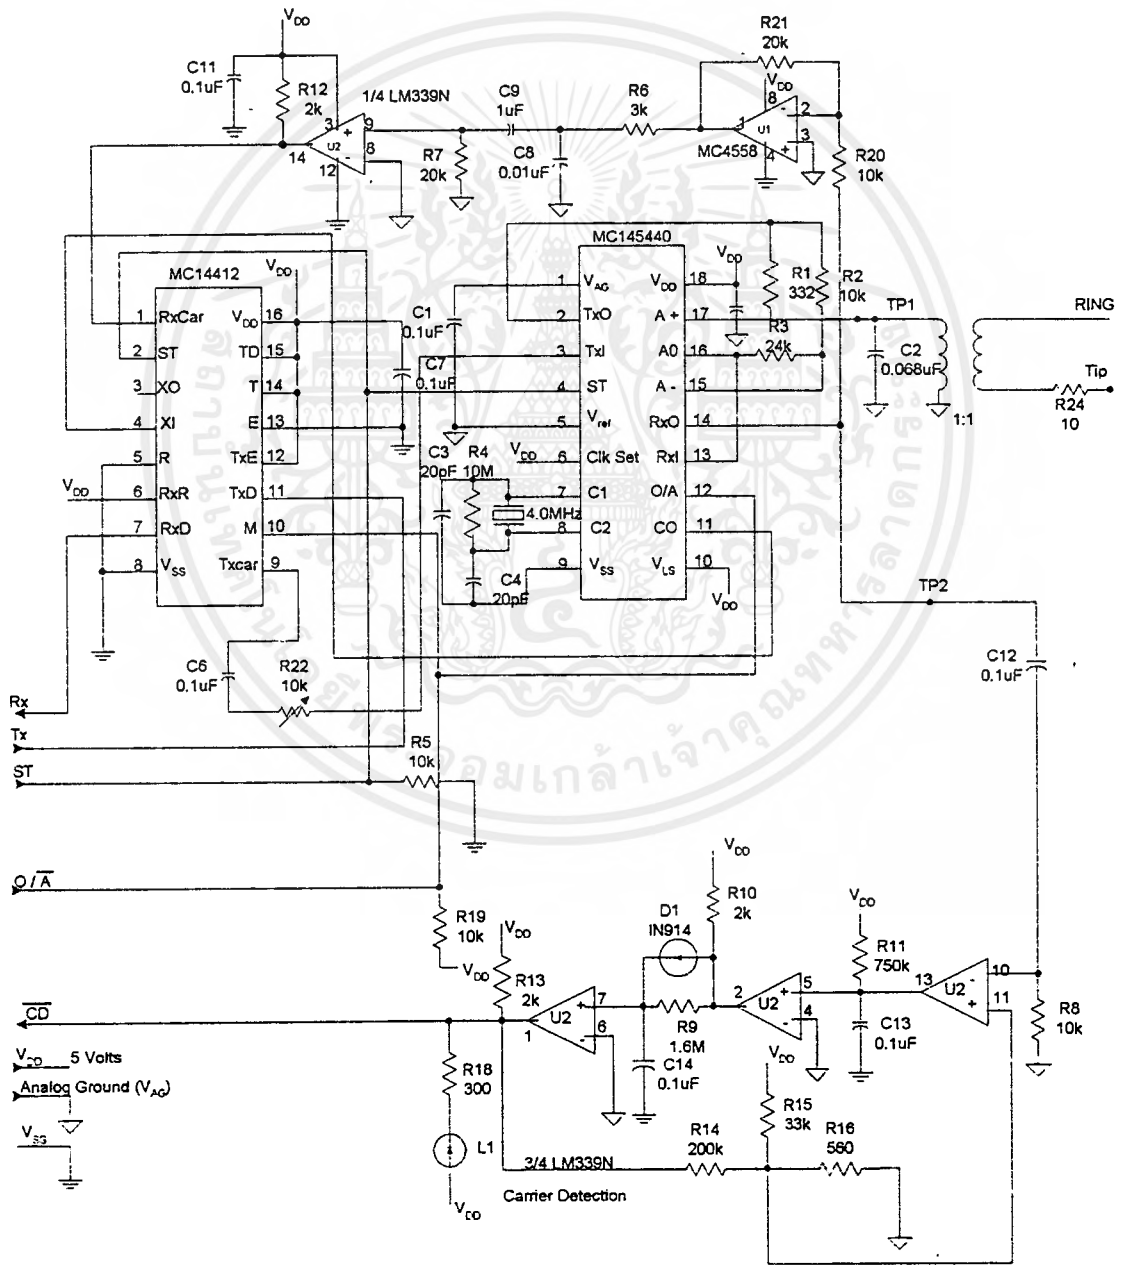 VDD
C11
0.1uF
R12
2k
1/4 LM339N
3
+
9
U2
-
8
14
12
R7
20k
C9
1uF
C8
0.01uF
R6
3k
R21
20k
VDD
8
1
-
2
U1
3
+
4
MC4558
R20
10k
MC14412
VDD
1
RxCar
VDD
16
2
ST
TD
15
3
XO
T
14
4
XI
E
13
5
R
TxE
12
VDD
6
RxR
TxD
11
7
RxD
M
10
8
VSS
Txcar
9
C1
0.1uF
C7
0.1uF
C3
20pF
R4
10M
VDD
4.0MHz
C4
20pF
MC145440
1
VAG
VDD
18
2
TxO
A +
17
3
TxI
A0
16
4
ST
A -
15
5
Vref
RxO
14
6
Clk Set
RxI
13
7
C1
O/A
12
8
C2
CO
11
9
VSS
VLS
10
VDD
VDD
R1
332
R2
10k
R3
24k
TP1
C2
0.068uF
1:1
RING
Tip
R24
10
TP2
C12
0.1uF
C6
0.1uF
R22
10k
Rx
Tx
ST
R5
10k
O / A
R19
10k
VDD
VDD
R13
2k
CD
VDD
5 Volts
Analog Ground (VAG)
VSS
R18
300
L1
VDD
U2
+
7
-
6
1
D1
IN914
R9
1.6M
C14
0.1uF
VDD
R10
2k
2
U2
+
5
-
4
VDD
R11
750k
C13
0.1uF
13
U2
-
10
+
11
R8
10k
VDD
R15
33k
R14
200k
R16
560
3/4 LM339N
Carrier Detection